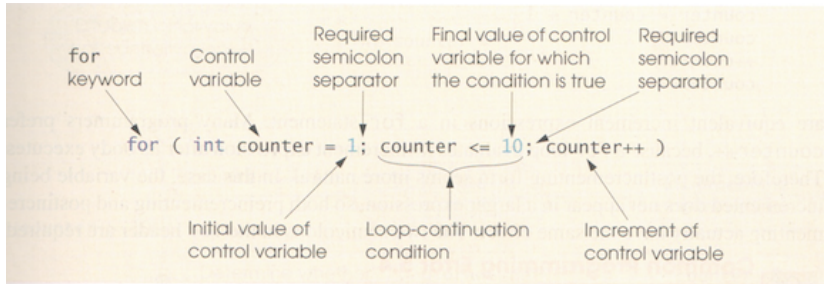 for
keyword
Control
variable
Required
semicolon
separator
Final value of control
variable for which
the condition is true
Required
semicolon
separator
for ( int counter = 1; counter <= 10; counter++ )
Initial value of
control variable
Loop-continuation
condition
Increment of
control variable